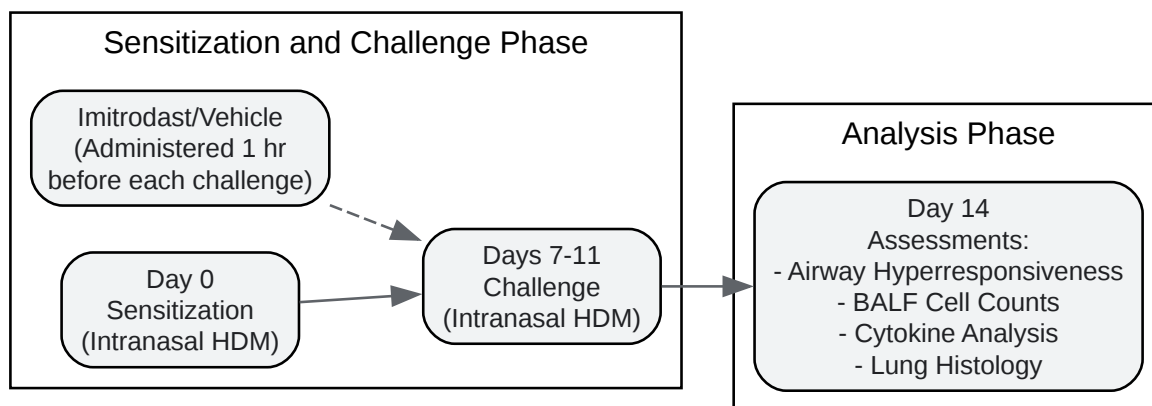 Sensitization and Challenge Phase
Imitrodast/Vehicle
(Administered 1 hr
before each challenge)
Day 0
Sensitization
(Intranasal HDM)
Days 7-11
Challenge
(Intranasal HDM)
Analysis Phase
Day 14
Assessments:
- Airway Hyperresponsiveness
- BALF Cell Counts
- Cytokine Analysis
- Lung Histology